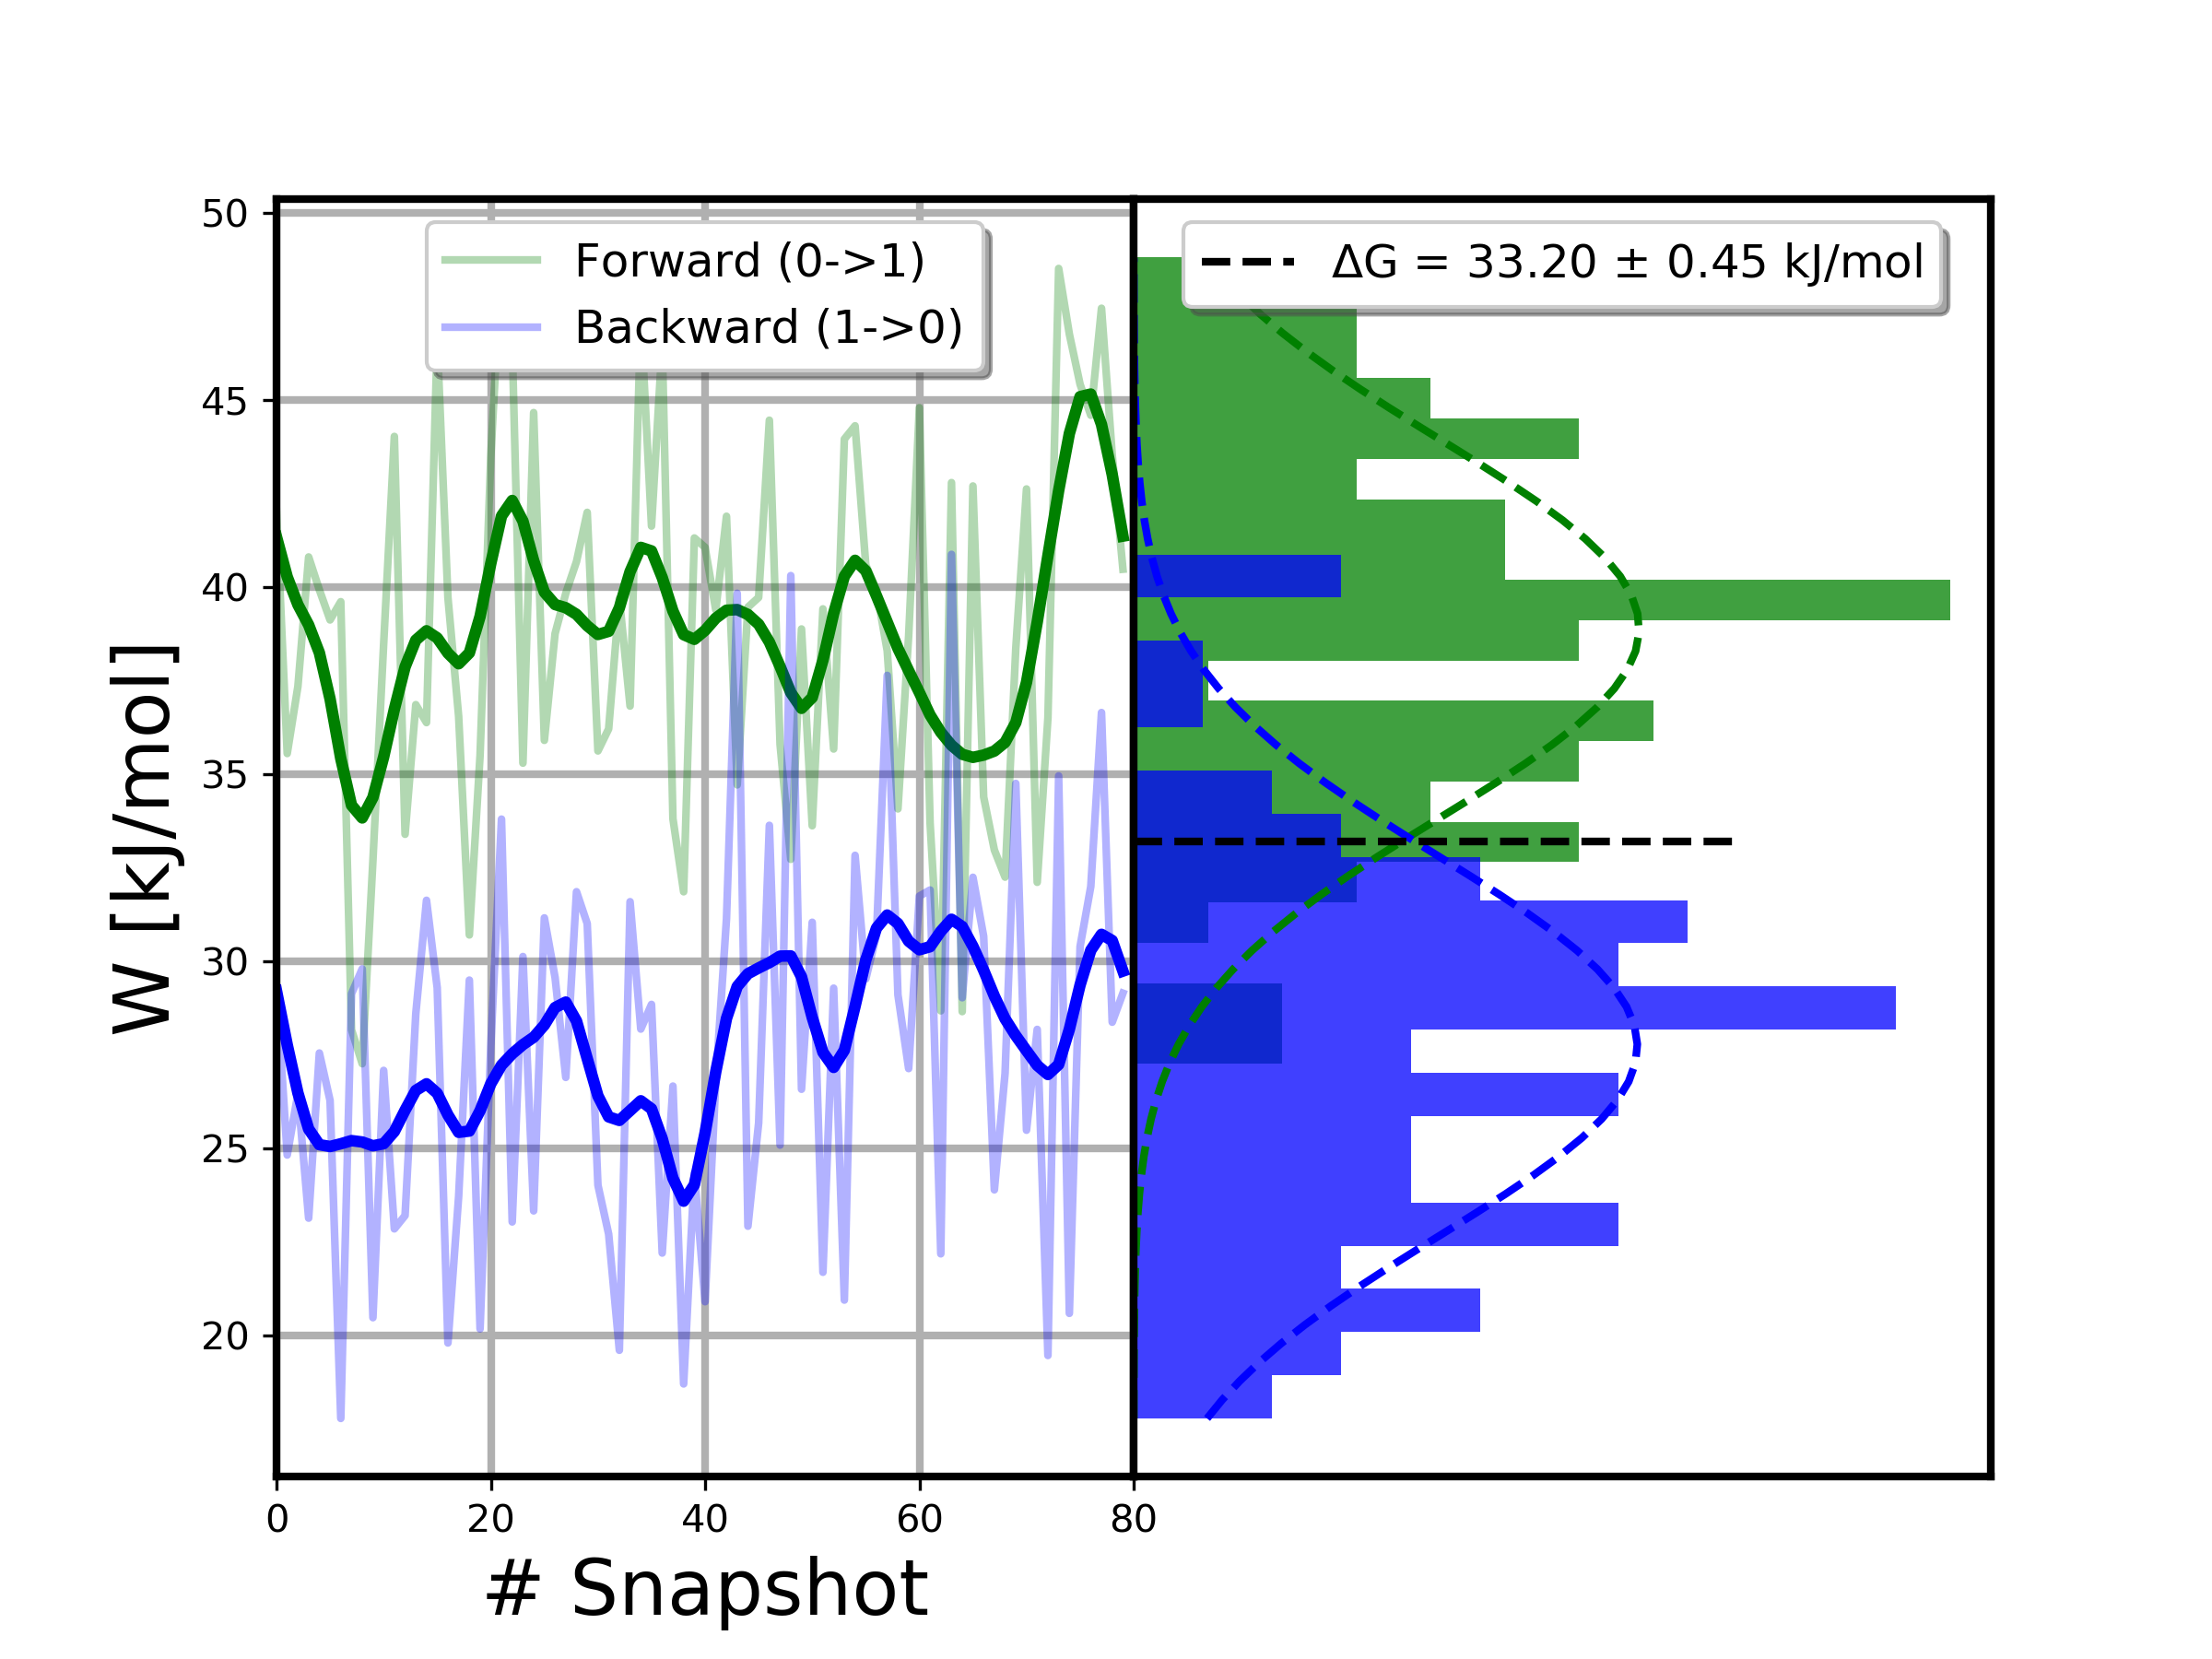 W [kJ/mol]
50
45
40
35
30
25
20
Forward (0->1)
Backward (1->0)
ΔG = 33.20 ± 0.45 kJ/mol
0 20 40 60 80
# Snapshot